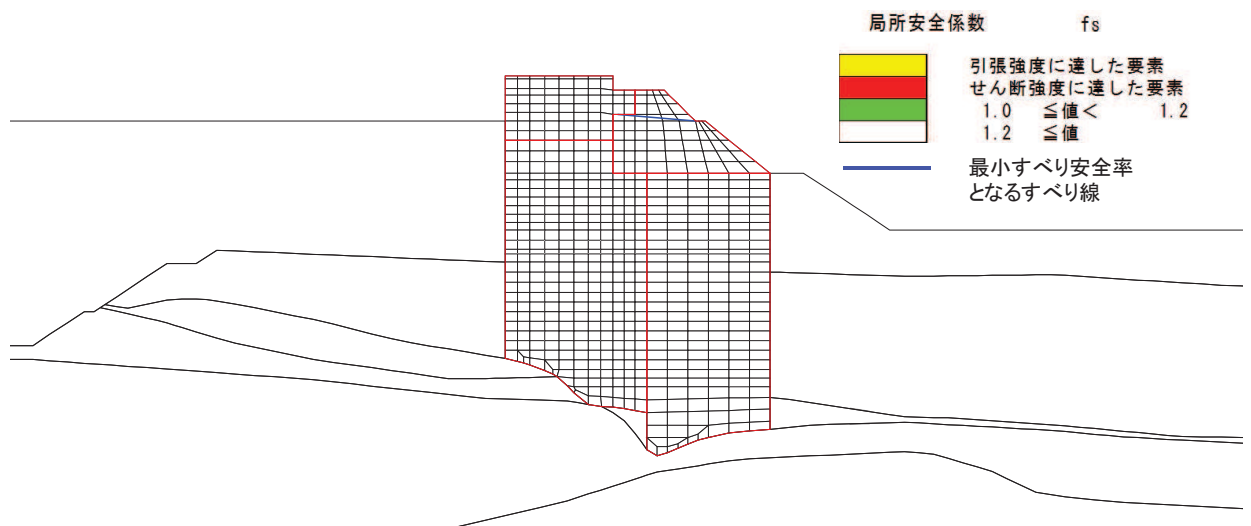 局所安全係数 fs
引張強度に達した要素
せん断強度に達した要素
1.0 ≦値< 1.2
1.2 ≦値
最小すべり安全率
となるすべり線